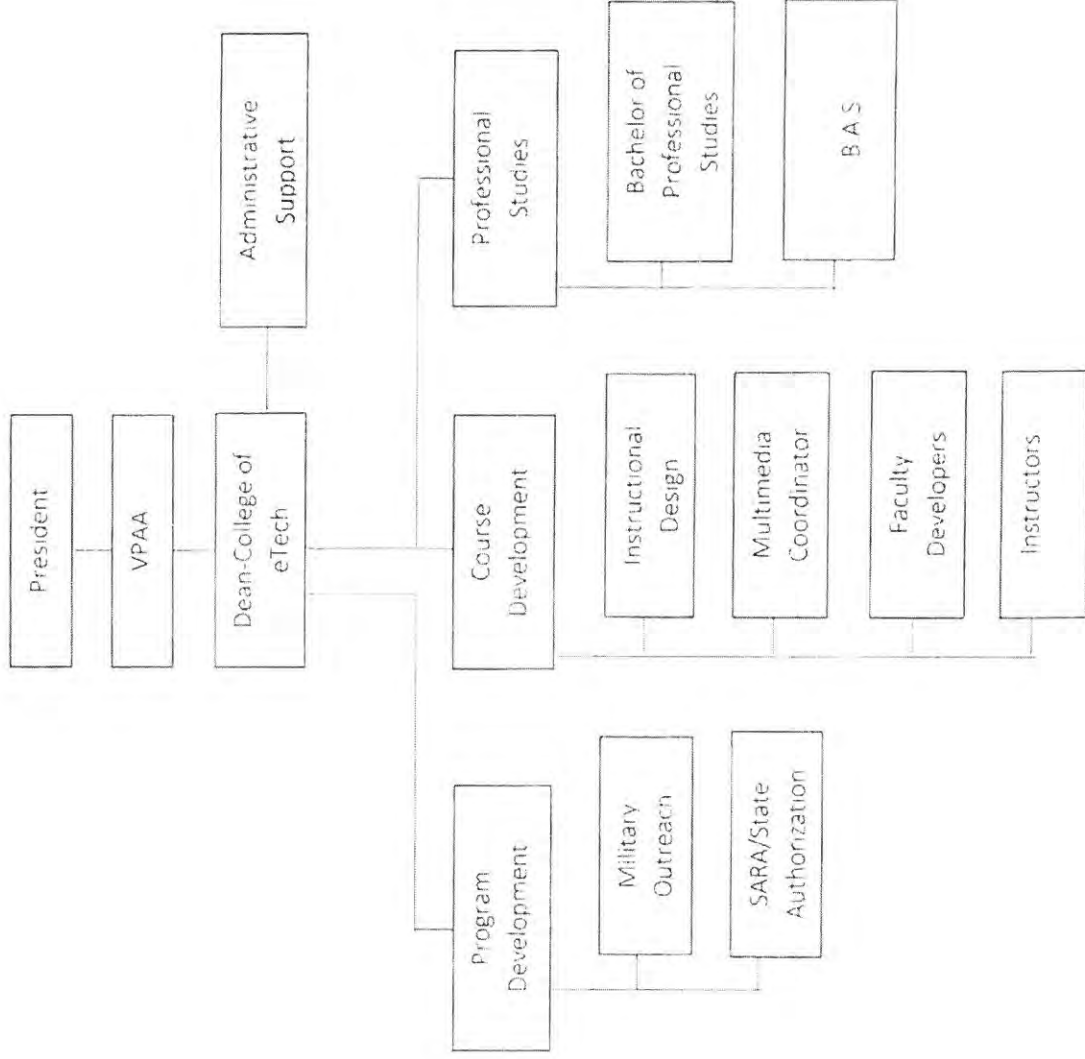 President
VPAA
Dean-College of
eTech
Administrative
Support
Program
Development
Military
Outreach
SARA/State
Authorization
Course
Development
Instructional
Design
Multimedia
Coordinator
Faculty
Developers
Instructors
Professional
Studies
Bachelor of
Professional
Studies
B A S